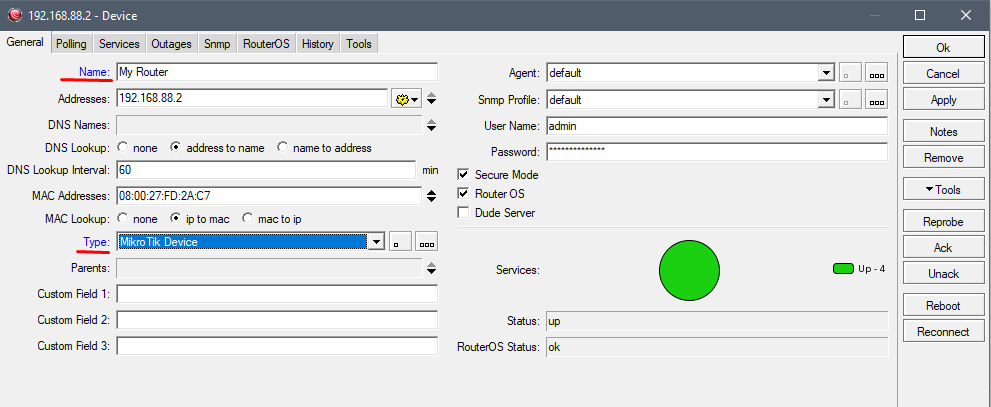 192.168.88.2 - Device
General Polling Services Outages Snmp RouterOS History Tools
Name: My Router
Addresses: 192.168.88.2
DNS Names:
DNS Lookup: none address to name name to address
DNS Lookup Interval: 60 min
MAC Addresses: 08:00:27:FD:2A:C7
MAC Lookup: none ip to mac mac to ip
Type: MikroTik Device
Parents:
Custom Field 1:
Custom Field 2:
Custom Field 3:
Agent: default
Snmp Profile: default
User Name: admin
Password: **************
Secure Mode
Router OS
Dude Server
Services: Up - 4
Status: up
RouterOS Status: ok
Ok
Cancel
Apply
Notes
Remove
Tools
Reprobe
Ack
Unack
Reboot
Reconnect